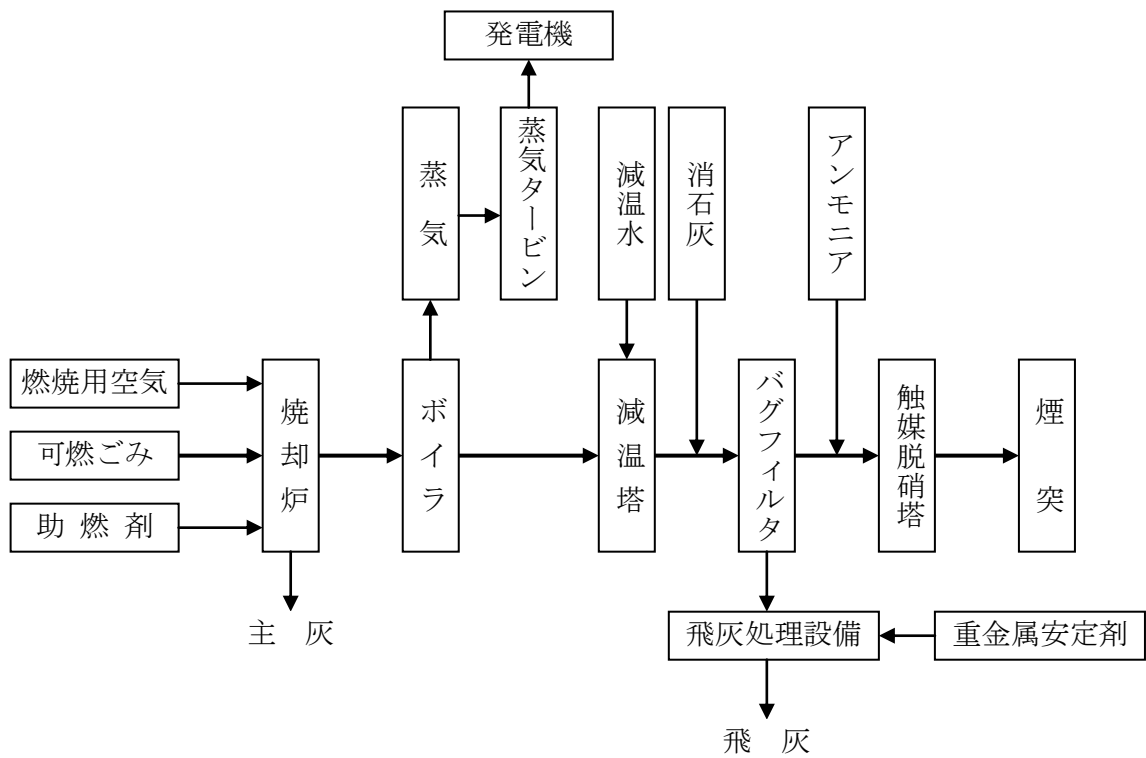 発電機
蒸気
蒸気タービン
減温水
消石灰
アンモニア
燃焼用空気
可燃ごみ
助燃剤
焼却炉
ボイラ
減温塔
バグフィルタ
触媒脱硝塔
煙突
主灰
飛灰処理設備
重金属安定剤
飛灰